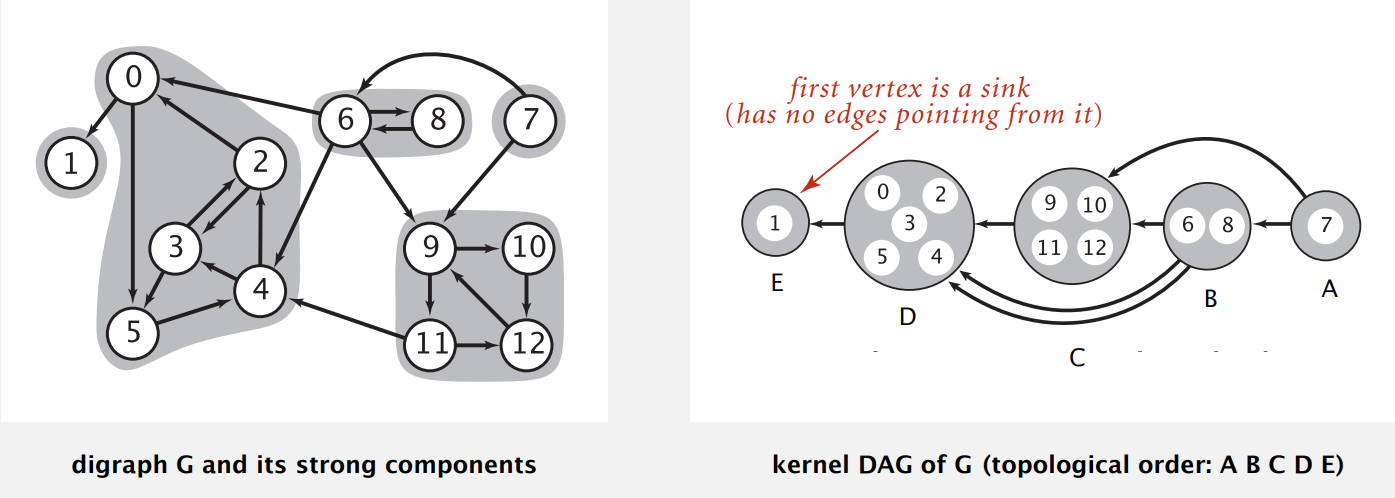 0
6
8
7
1
2
3
9
10
4
5
11
12
digraph G and its strong components
first vertex is a sink
(has no edges pointing from it)
1
0
2
3
5
4
9
10
11
12
6
8
7
E
D
C
B
A
kernel DAG of G (topological order: A B C D E)